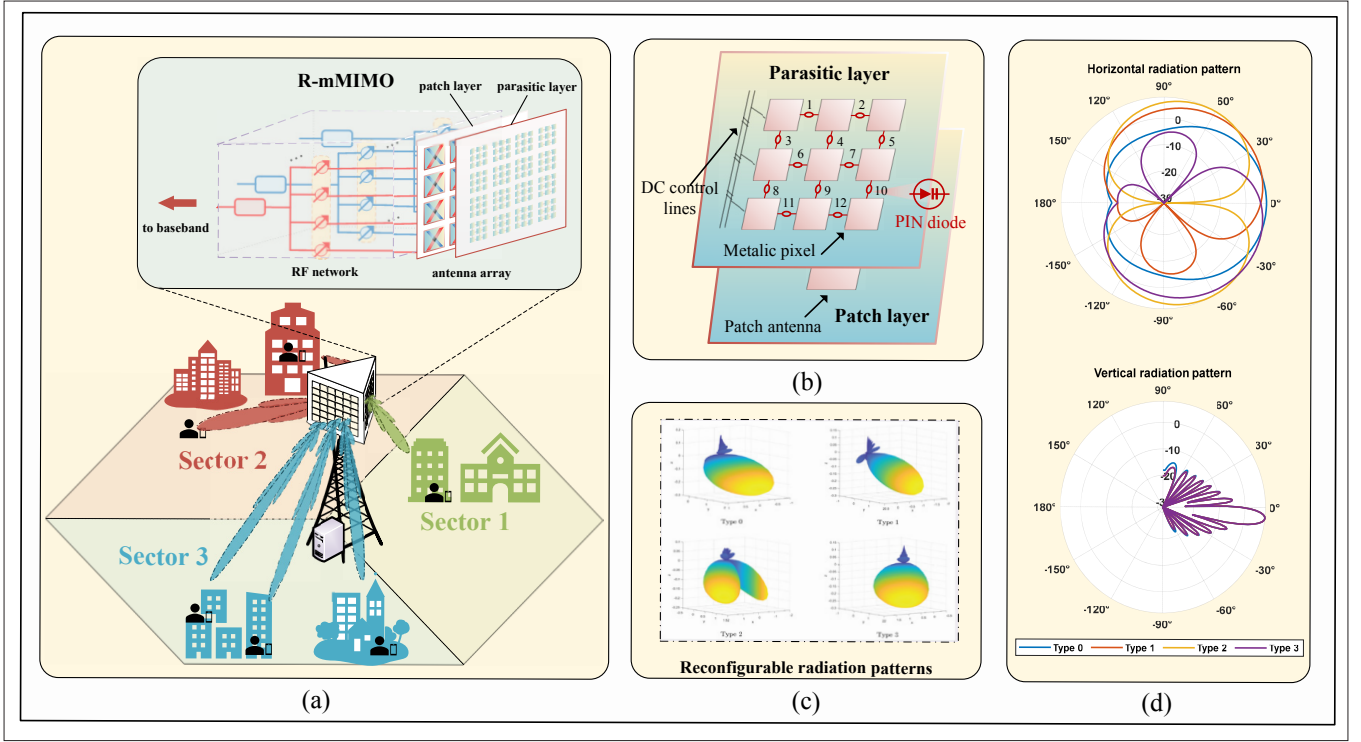 R-mMIMO
patch layer
parasitic layer
to baseband
RF network
antenna array
Sector 2
Sector 1
Sector 3
(a)
Parasitic layer
1
2
3
4
5
6
7
DC control
lines
8
9
10
PIN diode
11
12
Metalic pixel
Patch antenna
Patch layer
(b)
Type 0
Type 1
Type 2
Reconfigurable radiation patterns
(c)
Horizontal radiation pattern
90°
120°
60°
0
150°
30°
-10
-20
-30
180°
0°
-150°
-30°
-120°
-60°
-90°
Vertical radiation pattern
90°
120°
60°
0
150°
30°
-10
-20
180°
0°
-150°
-30°
-120°
-60°
-90°
Type 0
Type 1
Type 2
Type 3
(d)